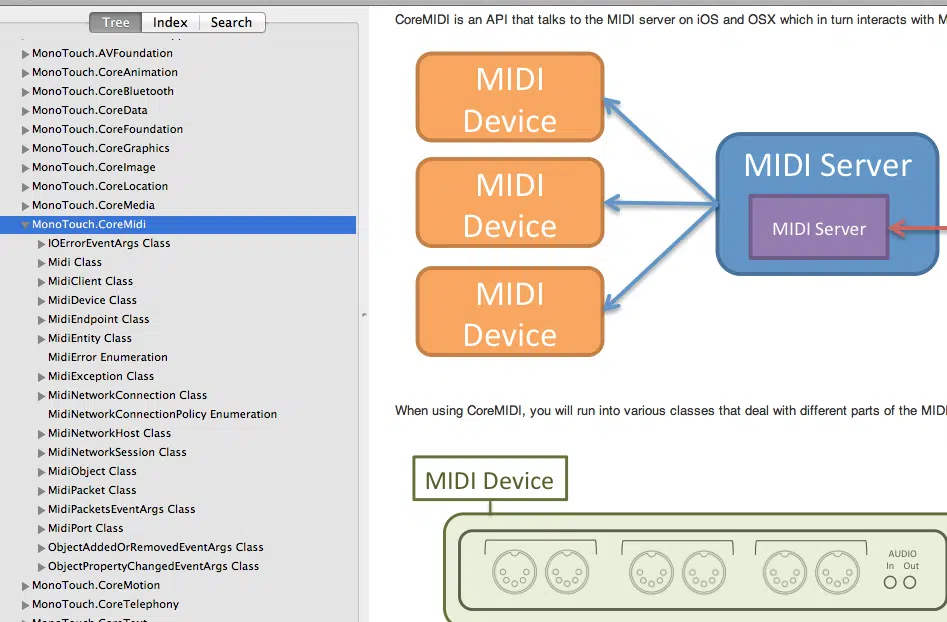 Tree Index Search
MonoTouch.AVFoundation
MonoTouch.CoreAnimation
MonoTouch.CoreBluetooth
MonoTouch.CoreData
MonoTouch.CoreFoundation
MonoTouch.CoreGraphics
MonoTouch.CoreImage
MonoTouch.CoreLocation
MonoTouch.CoreMedia
MonoTouch.CoreMidi
IOErrorEventArgs Class
Midi Class
MidiClient Class
MidiDevice Class
MidiEndpoint Class
MidiEntity Class
MidiError Enumeration
MidiException Class
MidiNetworkConnection Class
MidiNetworkConnectionPolicy Enumeration
MidiNetworkHost Class
MidiNetworkSession Class
MidiObject Class
MidiPacket Class
MidiPacketsEventArgs Class
MidiPort Class
ObjectAddedOrRemovedEventArgs Class
ObjectPropertyChangedEventArgs Class
MonoTouch.CoreMotion
MonoTouch.CoreTelephony
CoreMIDI is an API that talks to the MIDI server on iOS and OSX which in turn interacts with M
MIDI
Device
MIDI
Device
MIDI
Device
MIDI Server
MIDI Server
When using CoreMIDI, you will run into various classes that deal with different parts of the MIDI
MIDI Device
AUDIO
In Out